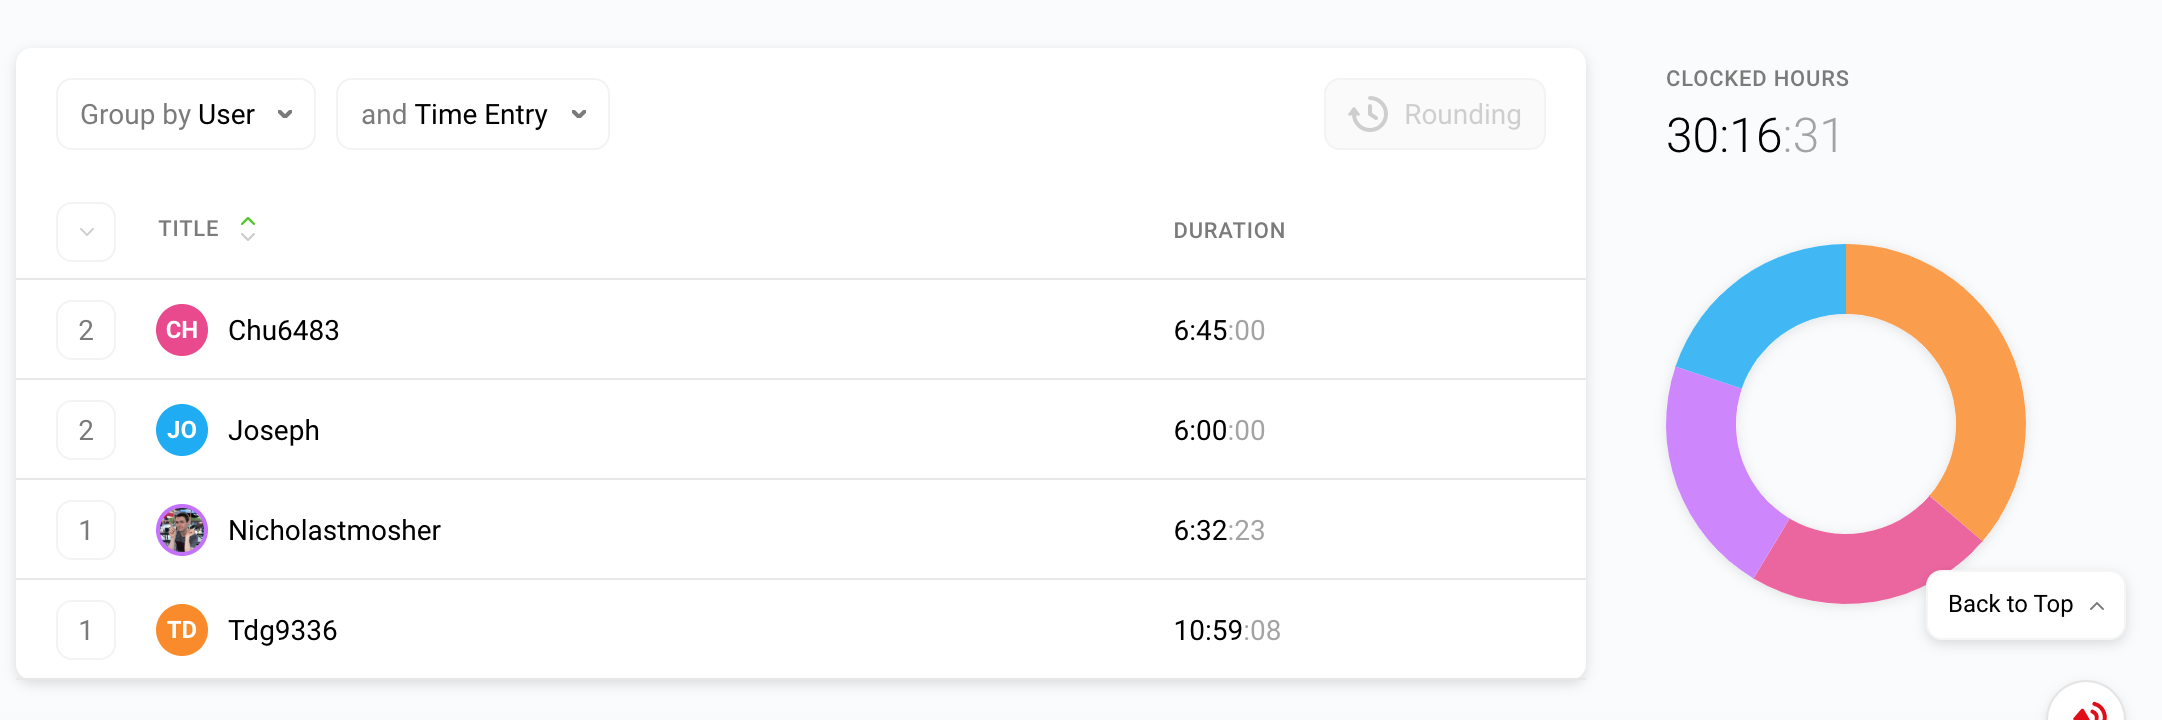 Group by User
and Time Entry
Rounding
CLOCKED HOURS
30:16:31
TITLE
DURATION
2
CH
Chu6483
6:45:00
2
JO
Joseph
6:00:00
1
Nicholastmosher
6:32:23
1
TD
Tdg9336
10:59:08
Back to Top